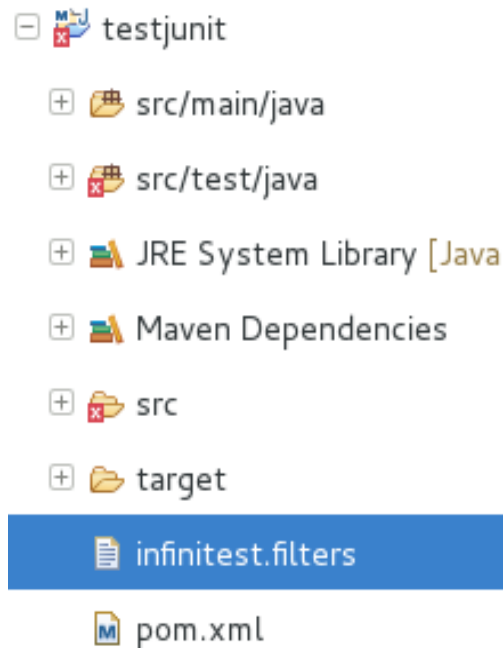 testjunit
src/main/java
src/test/java
JRE System Library [Java
Maven Dependencies
src
target
infinitest.filters
pom.xml